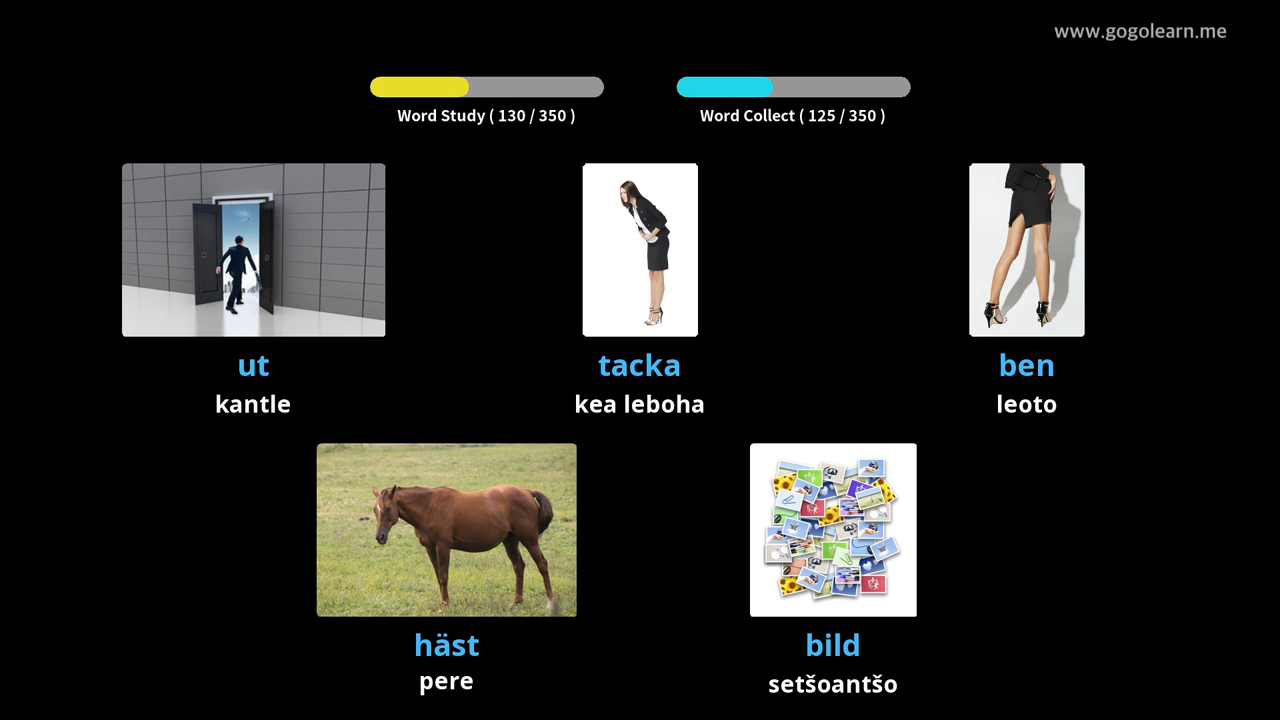 www.gogolearn.me
Word Study ( 130 / 350 )
Word Collect ( 125 / 350 )
ut
kantle
tacka
kea leboha
ben
leoto
häst
pere
bild
setšoantšo